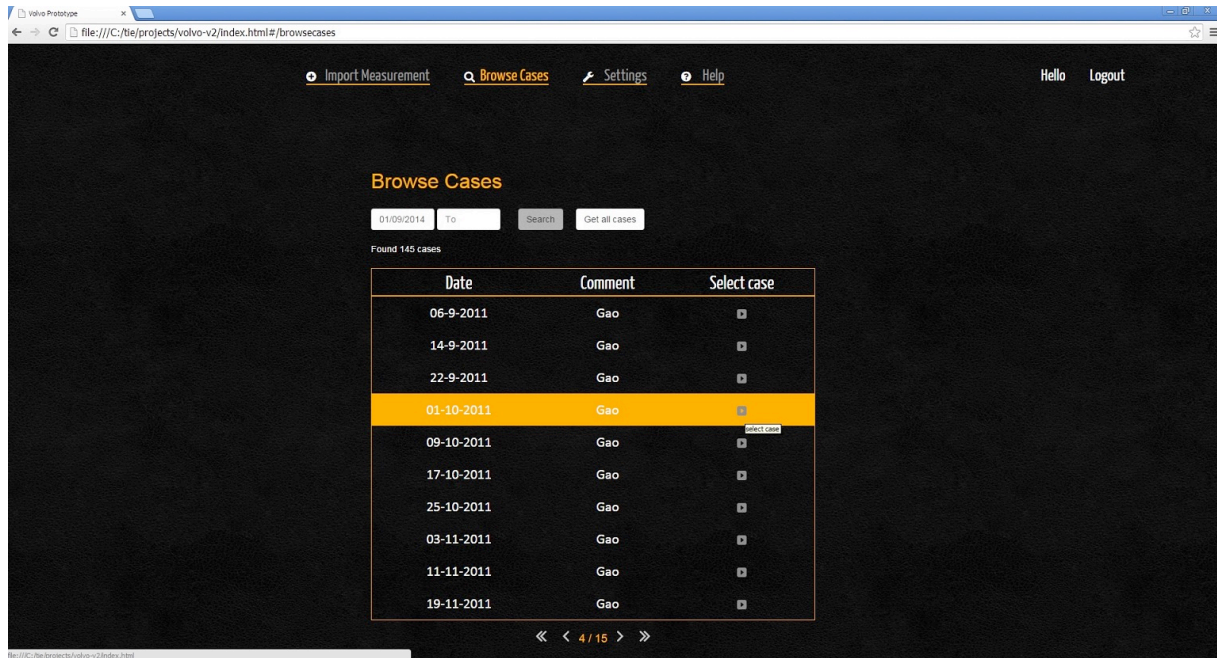 Volvo Prototype
file:///C:/tie/projects/volvo-v2/index.html#/browsecases
Import Measurement Browse Cases Settings Help Hello Logout
Browse Cases
01/09/2014 To Search Get all cases
Found 145 cases
Date Comment Select case
06-9-2011 Gao
14-9-2011 Gao
22-9-2011 Gao
01-10-2011 Gao
select case
09-10-2011 Gao
17-10-2011 Gao
25-10-2011 Gao
03-11-2011 Gao
11-11-2011 Gao
19-11-2011 Gao
4 / 15
file:///C:/tie/projects/volvo-v2/index.html